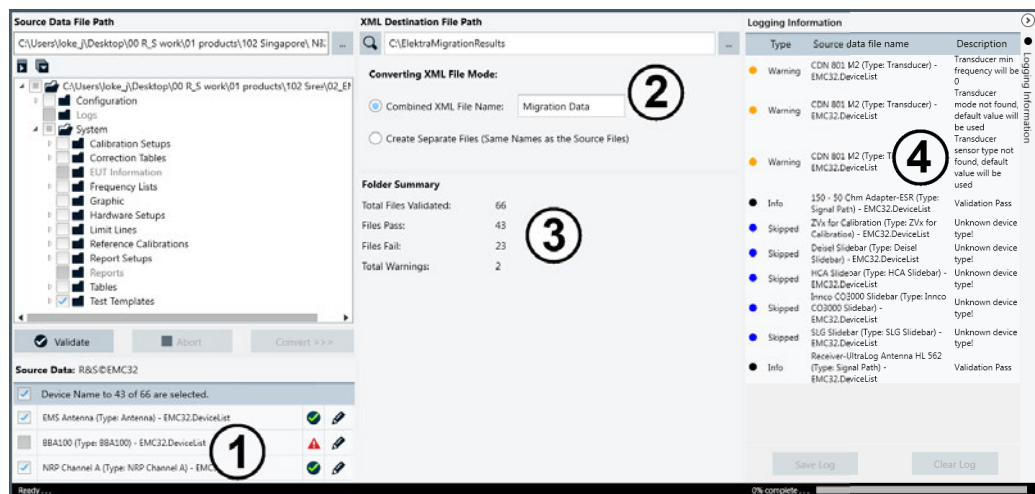 Source Data File Path
C:\Users\loke_j\Desktop\00 R_S work\01 products\102 Singapore\
...
C:\Users\loke_j\Desktop\00 R_S work\01 products\102
Configuration
Logs
System
Calibration Setups
Correction Tables
EUT Information
Frequency Lists
Graphic
Hardware Setups
Limit Lines
Reference Calibrations
Report Setups
Reports
Tables
Test Templates
Validate
Abort
Convert >>>
Source Data: R&S©EMC32
Device Name to 43 of 66 are selected.
EMS Antenna (Type: Antenna) - EMC32.DeviceList
BBA100 (Type: BBA100) - EMC32.DeviceList
NRP Channel A (Type: NRP Channel A) - EMC
1
Ready...
XML Destination File Path
C:\ElektraMigrationResults
...
Converting XML File Mode:
2
Combined XML File Name: Migration Data
Create Separate Files (Same Names as the Source Files)
Folder Summary
Total Files Validated: 66
Files Pass: 43
Files Fail: 23
Total Warnings: 2
3
Logging Information
Type Source data file name Description
Warning CDN 801 M2 (Type: Transducer) - Transducer min
EMC32.DeviceList frequency will be
0
Warning CDN 801 M2 (Type: Transducer) - Transducer
EMC32.DeviceList mode not found,
default value will
be used
Warning CDN 801 M2 (Type: Transducer
EMC32.DeviceList sensor type not
found, default
value will be
used
4
Info 150 - 50 Ohm Adapter-ESR (Type: Validation Pass
Signal Path) - EMC32.DeviceList
Skipped ZVx for Calibration (Type: ZVx for Unknown device
Calibration) - EMC32.DeviceList type!
Skipped Deisel Slidebar (Type: Deisel Unknown device
Slidebar) - EMC32.DeviceList type!
Skipped HCA Slidebar (Type: HCA Slidebar) - Unknown device
EMC32.DeviceList type!
Skipped Innco CO3000 Slidebar (Type: Innco Unknown device
CO3000 Slidebar) - type!
EMC32.DeviceList
Skipped SLG Slidebar (Type: SLG Slidebar) - Unknown device
EMC32.DeviceList type!
Info Receiver-UltraLog Antenna HL 562 Validation Pass
(Type: Signal Path) -
EMC32.DeviceList
Save Log
Clear Log
0% complete...
Logging Information